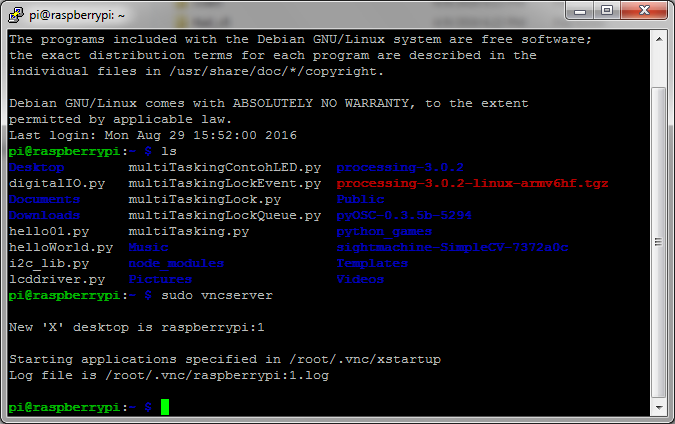 pi@raspberrypi: ~
The programs included with the Debian GNU/Linux system are free software;
the exact distribution terms for each program are described in the
individual files in /usr/share/doc/*/copyright.
Debian GNU/Linux comes with ABSOLUTELY NO WARRANTY, to the extent
permitted by applicable law.
Last login: Mon Aug 29 15:52:00 2016
pi@raspberrypi:~ $ ls
Desktop multiTaskingContohLED.py processing-3.0.2
digitalIO.py multiTaskingLockEvent.py processing-3.0.2-linux-armv6hf.tgz
Documents multiTaskingLock.py Public
Downloads multiTaskingLockQueue.py pyOSC-0.3.5b-5294
hello01.py multiTasking.py python_games
helloWorld.py Music sightmachine-SimpleCV-7372a0c
i2c_lib.py node_modules Templates
lcddriver.py Pictures Videos
pi@raspberrypi:~ $ sudo vncserver
New 'X' desktop is raspberrypi:1
Starting applications specified in /root/.vnc/xstartup
Log file is /root/.vnc/raspberrypi:1.log
pi@raspberrypi:~ $